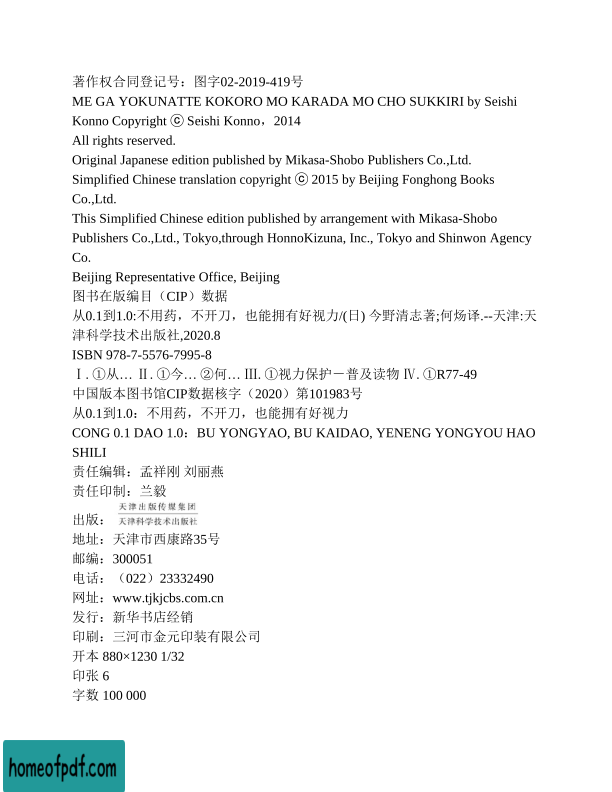 著作权合同登记号：图字02-2019-419号
ME GA YOKUNATTE KOKORO MO KARADA MO CHO SUKKIRI by Seishi
Konno Copyright ⓒ Seishi Konno，2014
All rights reserved.
Original Japanese edition published by Mikasa-Shobo Publishers Co.,Ltd.
Simplified Chinese translation copyright ⓒ 2015 by Beijing Fonghong Books
Co.,Ltd.
This Simplified Chinese edition published by arrangement with Mikasa-Shobo
Publishers Co.,Ltd., Tokyo,through HonnoKizuna, Inc., Tokyo and Shinwon Agency
Co.
Beijing Representative Office, Beijing
图书在版编目（CIP）数据
从0.1到1.0:不用药，不开刀，也能拥有好视力/(日) 今野清志著;何炀译.--天津:天
津科学技术出版社,2020.8
ISBN 978-7-5576-7995-8
Ⅰ. ①从… Ⅱ. ①今… ②何… Ⅲ. ①视力保护－普及读物 Ⅳ. ①R77-49
中国版本图书馆CIP数据核字（2020）第101983号
从0.1到1.0：不用药，不开刀，也能拥有好视力
CONG 0.1 DAO 1.0：BU YONGYAO, BU KAIDAO, YENENG YONGYOU HAO
SHILI
责任编辑：孟祥刚 刘丽燕
责任印制：兰毅
出版：天津出版传媒集团
天津科学技术出版社
地址：天津市西康路35号
邮编：300051
电话：（022）23332490
网址：www.tjkjcbs.com.cn
发行：新华书店经销
印刷：三河市金元印装有限公司
开本 880×1230 1/32
印张 6
字数 100 000
homeofpdf.com